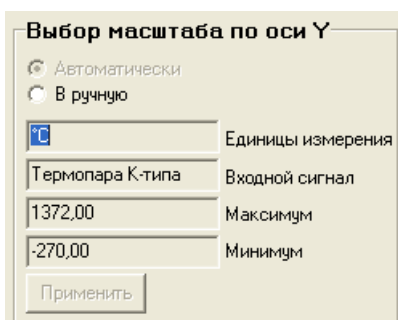 Выбор масштаба по оси Y
Автоматически
В ручную
°C Единицы измерения
Термопара К-типа Входной сигнал
1372,00 Максимум
-270,00 Минимум
Применить